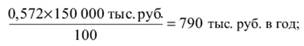 0,572×150 000 тыс. руб.
100
= 790 тыс. руб. в год;